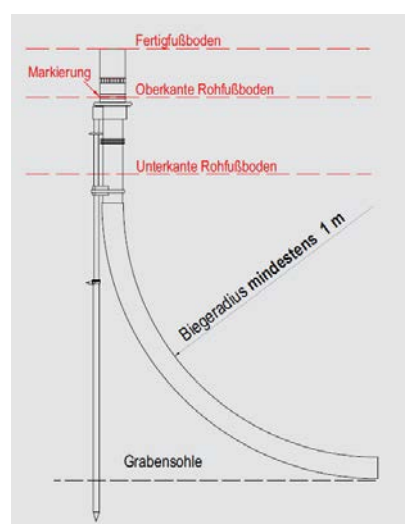 Fertigfußboden
Markierung
Oberkante Rohfußboden
Unterkante Rohfußboden
Biegeradius mindestens 1 m
Grabensohle